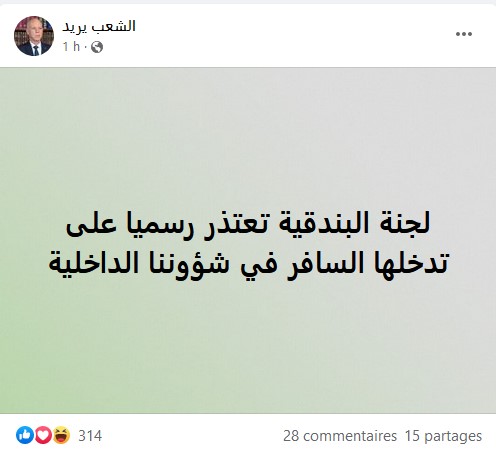 الشعب يريد
1 h ·
لجنة البندقية تعتذر رسميا على
تدخلها السافر في شؤوننا الداخلية
314
28 commentaires 15 partages